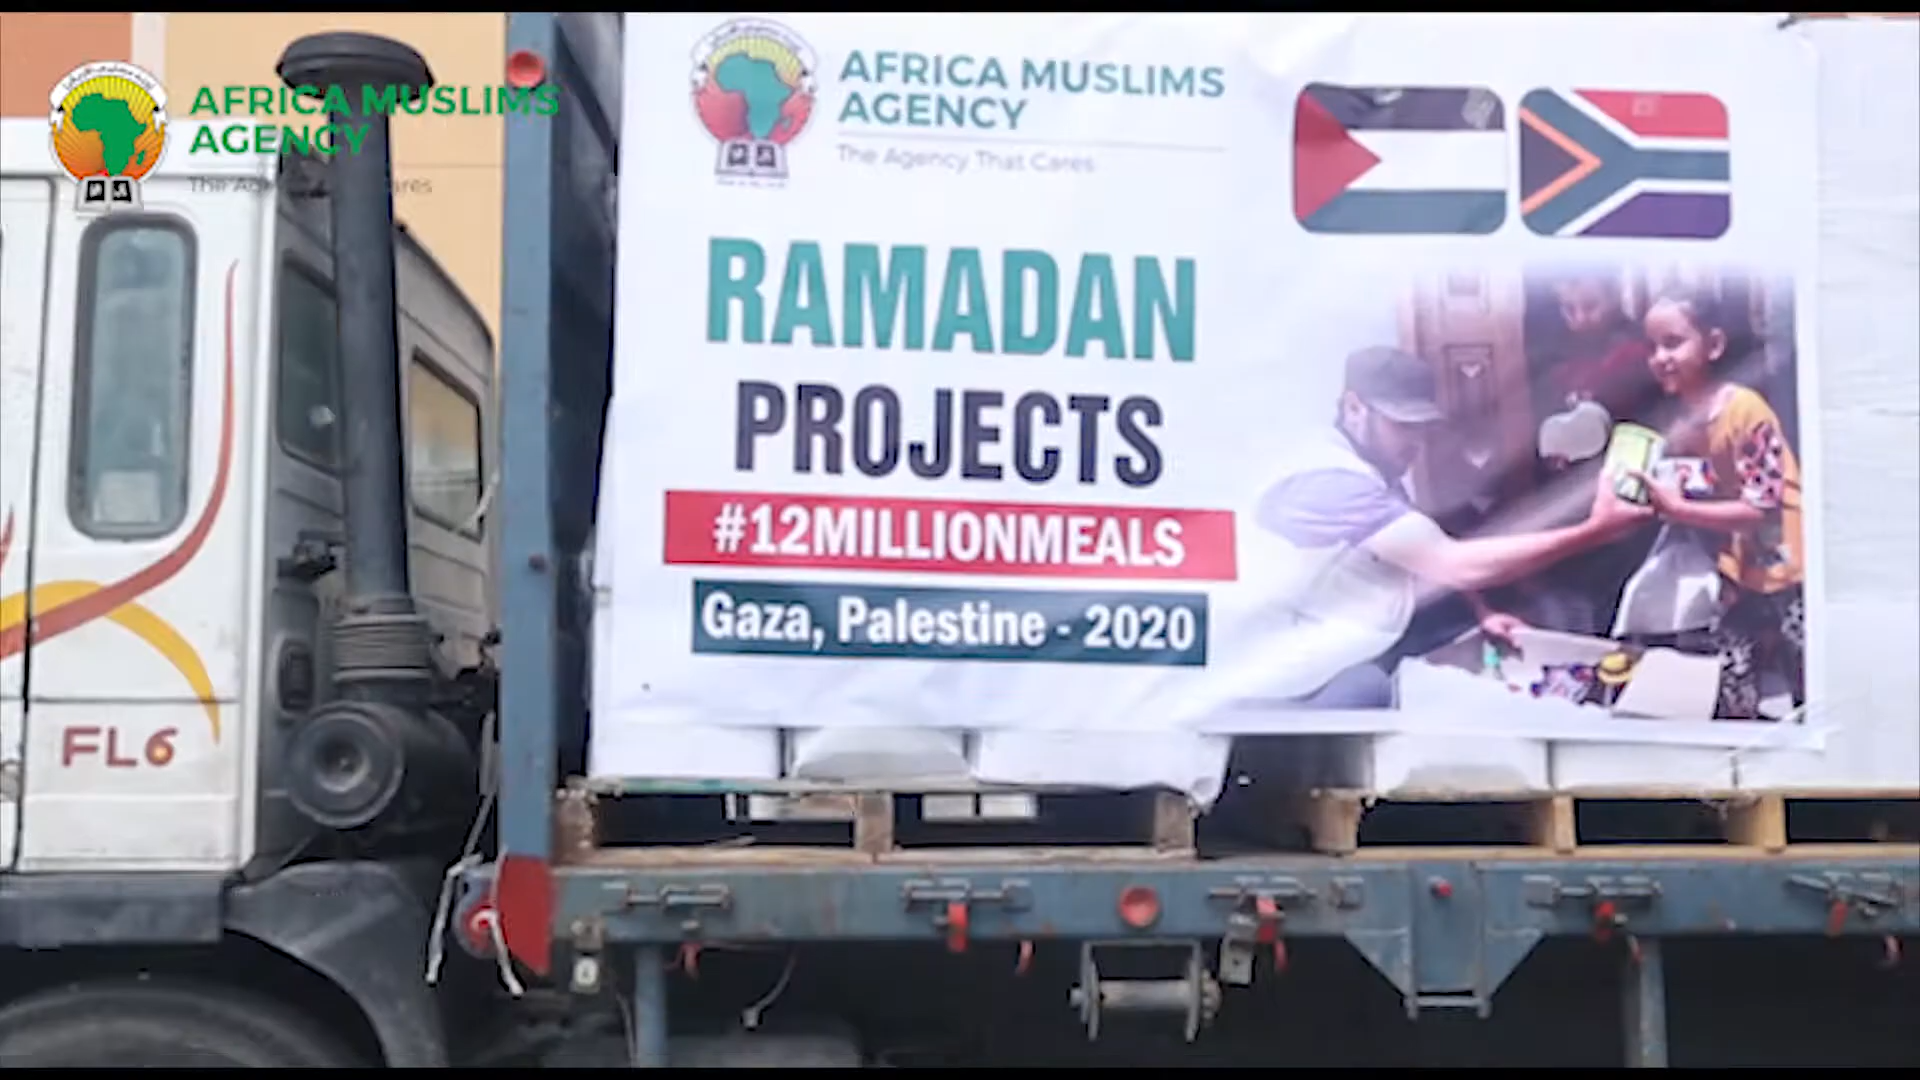 AFRICA MUSLIMS
AGENCY
AFRICA MUSLIMS
AGENCY
The Agency That Cares
RAMADAN
PROJECTS
#12MILLIONMEALS
Gaza, Palestine - 2020
FL6